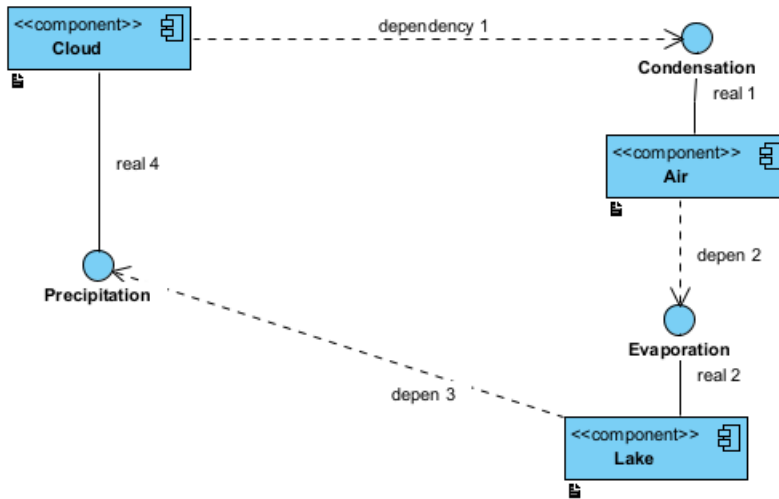 <<component>>
Cloud
dependency 1
Condensation
real 1
<<component>>
Air
real 4
depen 2
Precipitation
Evaporation
real 2
depen 3
<<component>>
Lake